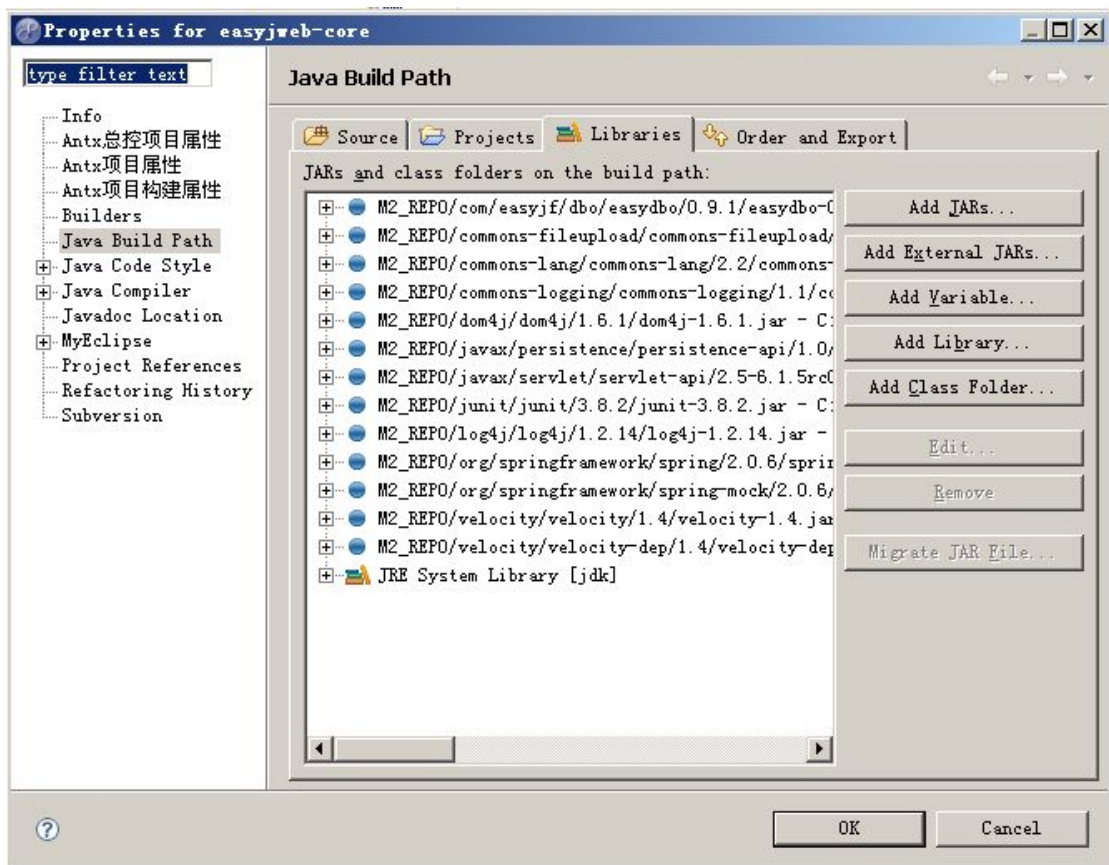 Properties for easyjweb-core
type filter text
Info
Antx总控项目属性
Antx项目属性
Antx项目构建属性
Builders
Java Build Path
Java Code Style
Java Compiler
Javadoc Location
MyEclipse
Project References
Refactoring History
Subversion
Java Build Path
Source Projects Libraries Order and Export
JARs and class folders on the build path:
M2_REPO/com/easyjf/dbo/easydbo/0.9.1/easydbo-
M2_REPO/commons-fileupload/commons-fileupload/
M2_REPO/commons-lang/commons-lang/2.2/commons-
M2_REPO/commons-logging/commons-logging/1.1/co
M2_REPO/dom4j/dom4j/1.6.1/dom4j-1.6.1.jar - C:
M2_REPO/javax/persistence/persistence-api/1.0/
M2_REPO/javax/servlet/servlet-api/2.5-6.1.5rc0
M2_REPO/junit/junit/3.8.2/junit-3.8.2.jar - C:
M2_REPO/log4j/log4j/1.2.14/log4j-1.2.14.jar -
M2_REPO/org/springframework/spring/2.0.6/sprin
M2_REPO/org/springframework/spring-mock/2.0.6/
M2_REPO/velocity/velocity/1.4/velocity-1.4.jar
M2_REPO/velocity/velocity-dep/1.4/velocity-dep
JRE System Library [jdk]
Add JARs...
Add External JARs...
Add Variable...
Add Library...
Add Class Folder...
Edit...
Remove
Migrate JAR File...
OK Cancel